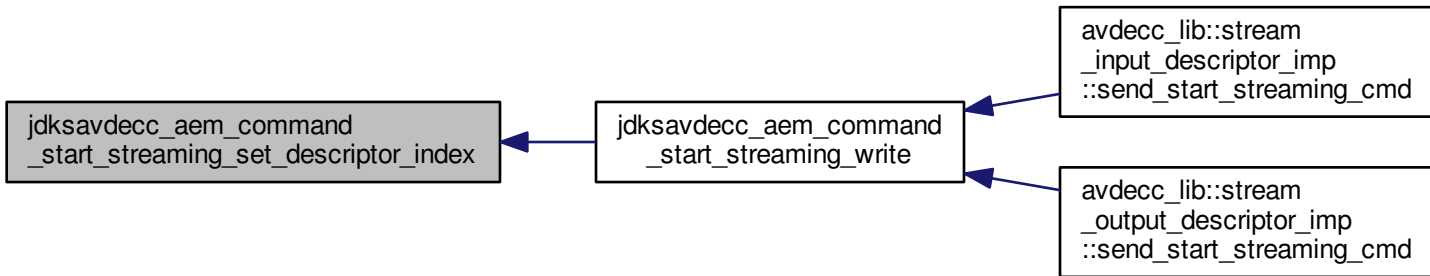 jdksavdecc_aem_command
_start_streaming_set_descriptor_index
jdksavdecc_aem_command
_start_streaming_write
avdecc_lib::stream
_input_descriptor_imp
::send_start_streaming_cmd
avdecc_lib::stream
_output_descriptor_imp
::send_start_streaming_cmd